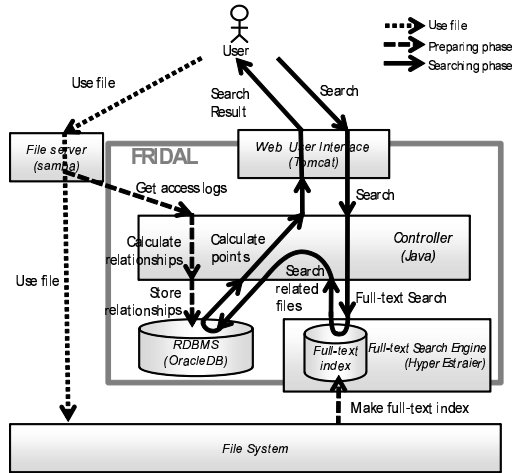 Use file
Preparing phase
Searching phase
User
Use file
Search
Result
Search
File server
(samba)
FRIDAL
Web User Interface
(Tomcat)
Get access logs
Search
Calculate
relationships
Calculate
points
Controller
(Java)
Use file
Store
relationships
Search
related
files
Full-text Search
RDBMS
(OracleDB)
Full-text
index
Full-text Search Engine
(Hyper Estraier)
Make full-text index
File System